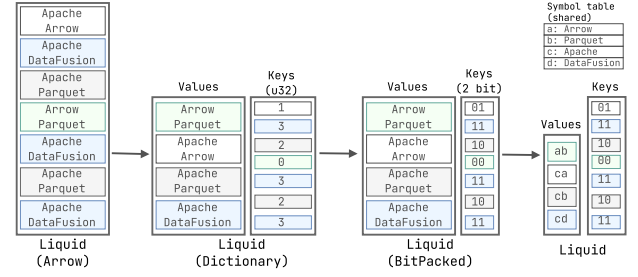 Apache
Arrow
Apache
DataFusion
Apache
Parquet
Arrow
Parquet
Apache
DataFusion
Apache
Parquet
Apache
DataFusion
Liquid
(Arrow)
Values
Arrow
Parquet
Apache
Arrow
Apache
Parquet
Apache
DataFusion
Keys
(u32)
1
3
2
0
3
2
3
Liquid
(Dictionary)
Values
Arrow
Parquet
Apache
Arrow
Apache
Parquet
Apache
DataFusion
Keys
(2 bit)
01
11
10
00
11
10
11
Liquid
(BitPacked)
Symbol table
(shared)
a: Arrow
b: Parquet
c: Apache
d: DataFusion
Values
ab
ca
cb
cd
Keys
01
11
10
00
11
10
11
Liquid